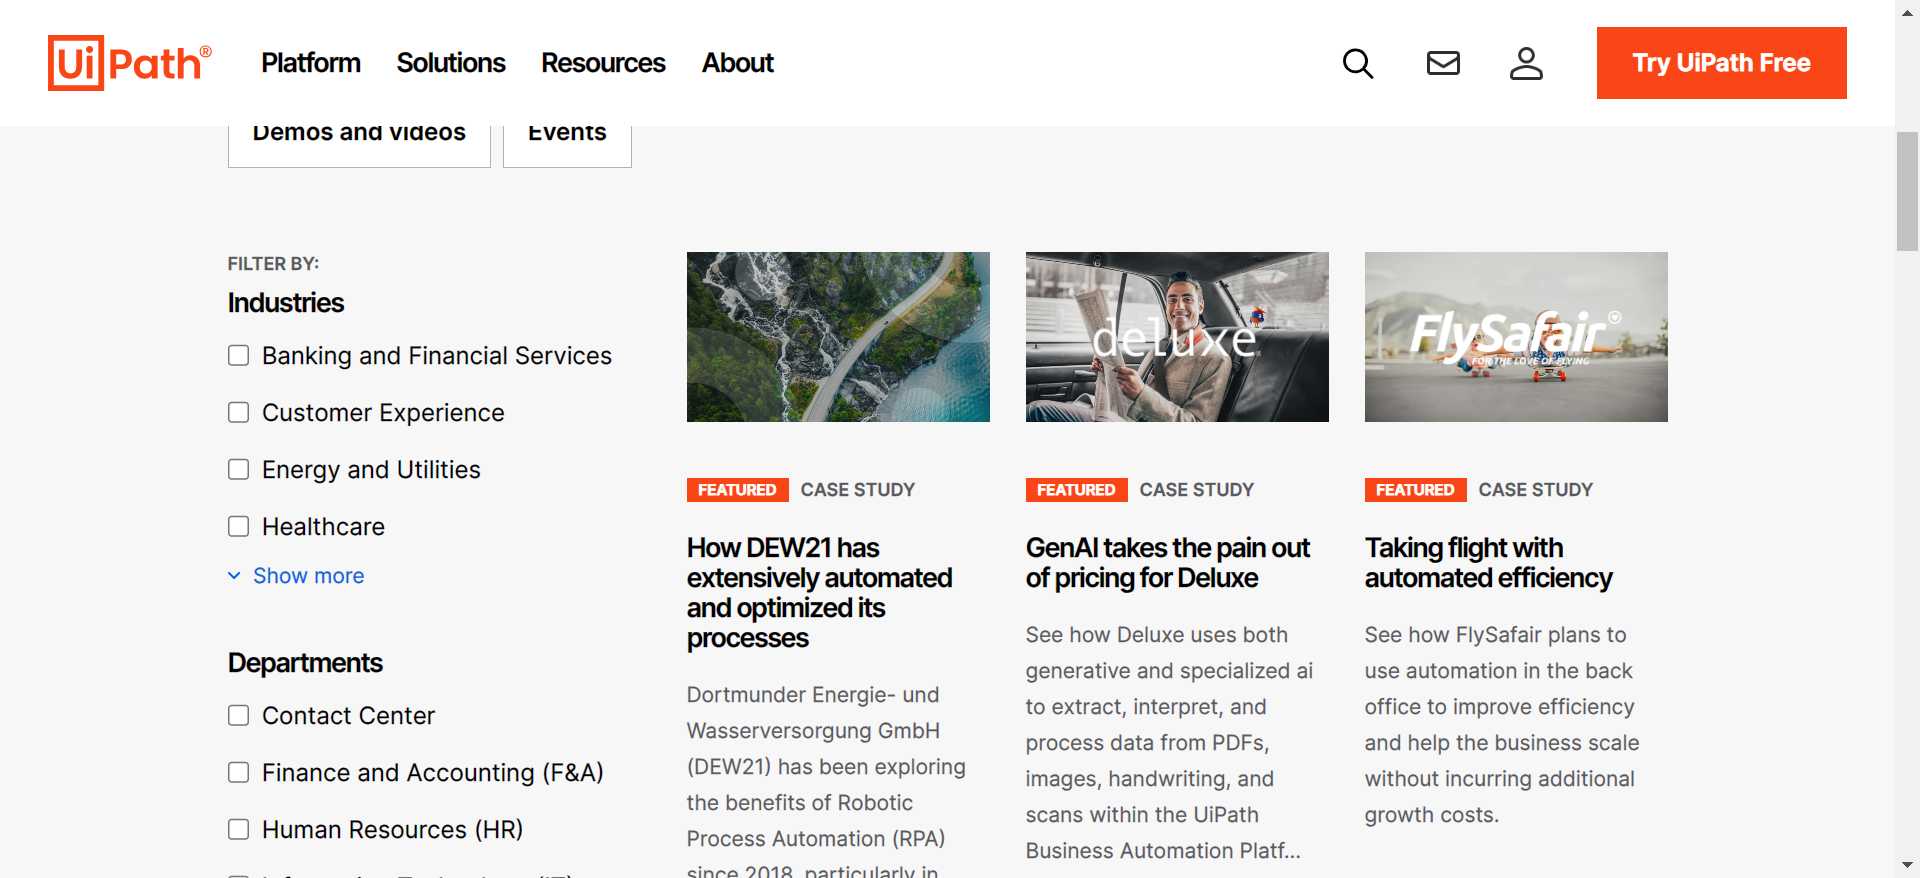 UiPath®
Platform
Solutions
Resources
About
Try UiPath Free
Demos and videos
Events
FILTER BY:
Industries
Banking and Financial Services
Customer Experience
Energy and Utilities
Healthcare
Show more
Departments
Contact Center
Finance and Accounting (F&A)
Human Resources (HR)
FEATURED CASE STUDY
How DEW21 has
extensively automated
and optimized its
processes
Dortmunder Energie- und
Wasserversorgung GmbH
(DEW21) has been exploring
the benefits of Robotic
Process Automation (RPA)
since 2018, particularly in
deluxe
FEATURED CASE STUDY
GenAI takes the pain out
of pricing for Deluxe
See how Deluxe uses both
generative and specialized ai
to extract, interpret, and
process data from PDFs,
images, handwriting, and
scans within the UiPath
Business Automation Platf...
FlySafair
FOR THE LOVE OF FLYING
FEATURED CASE STUDY
Taking flight with
automated efficiency
See how FlySafair plans to
use automation in the back
office to improve efficiency
and help the business scale
without incurring additional
growth costs.